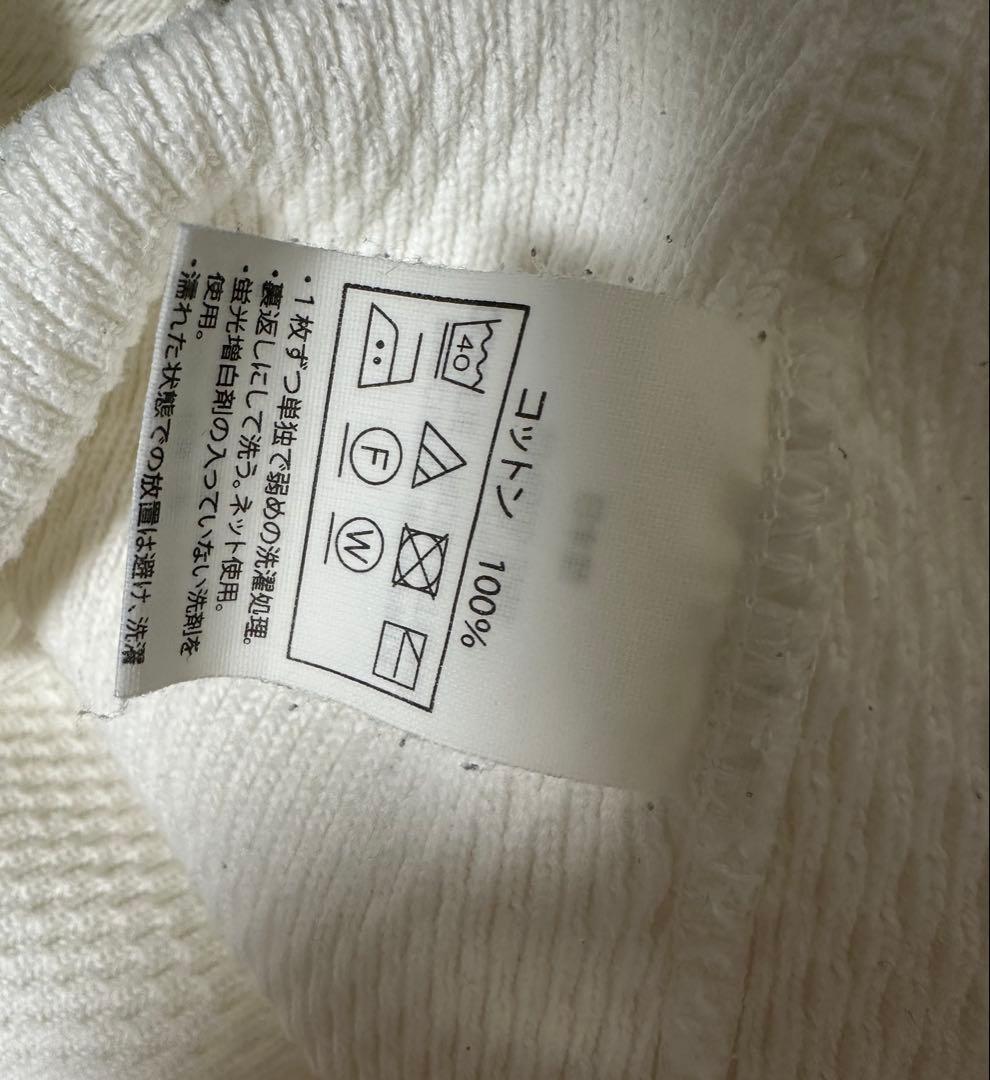 コットン 100%
40
F W
・1枚ずつ単独で弱めの洗濯処理。
・裏返しにして洗う。ネット使用。
・蛍光増白剤の入っていない洗剤を
使用。
・濡れた状態での放置は避け、洗濯